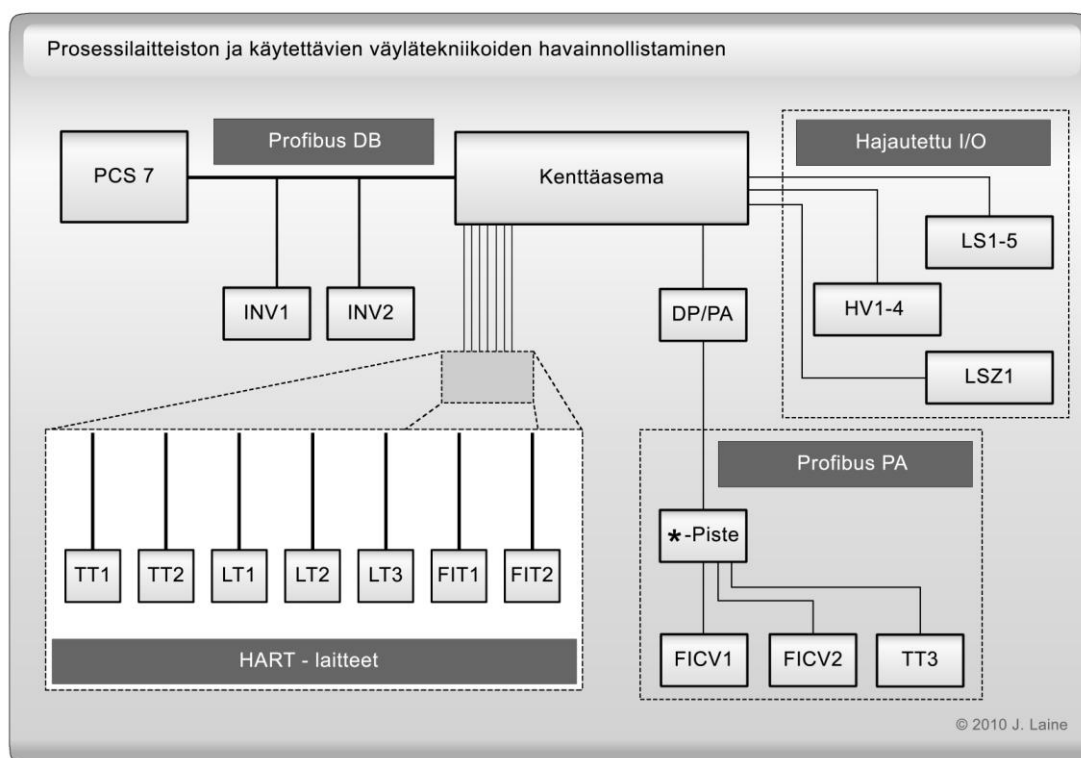 Prosessilaitteiston ja käytettävien väylätekniikoiden havainnollistaminen
PCS 7
Profibus DB
Kenttäasema
Hajautettu I/O
LS1-5
HV1-4
LSZ1
INV1
INV2
DP/PA
Profibus PA
*-Piste
FICV1
FICV2
TT3
TT1
TT2
LT1
LT2
LT3
FIT1
FIT2
HART - laitteet
© 2010 J. Laine